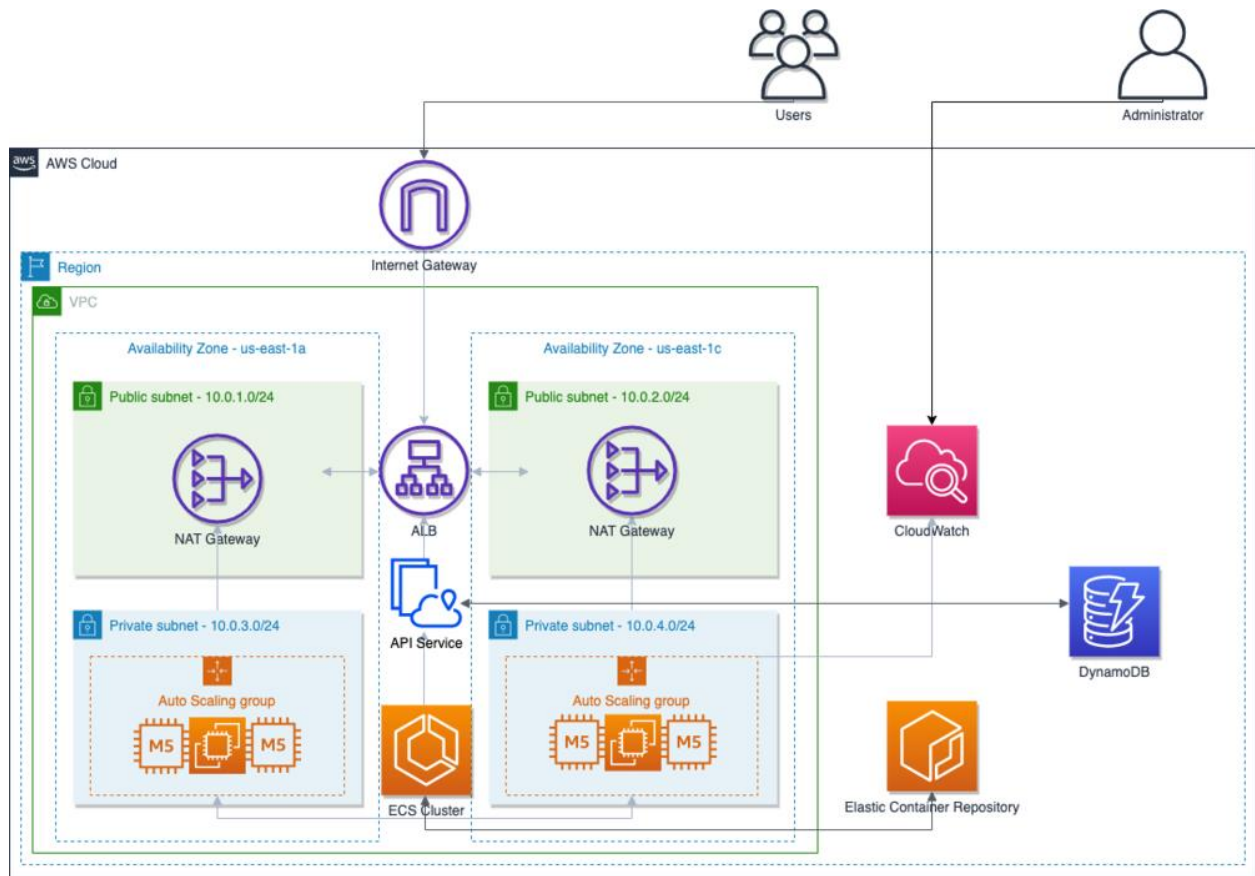 Users
Administrator
aws
AWS Cloud
Internet Gateway
Region
VPC
Availability Zone - us-east-1a
Availability Zone - us-east-1c
Public subnet - 10.0.1.0/24
Public subnet - 10.0.2.0/24
NAT Gateway
ALB
NAT Gateway
CloudWatch
Private subnet - 10.0.3.0/24
API Service
Private subnet - 10.0.4.0/24
DynamoDB
Auto Scaling group
Auto Scaling group
M5
M5
M5
M5
ECS Cluster
Elastic Container Repository